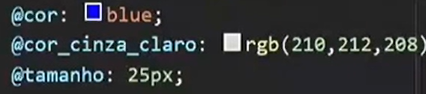 @cor: blue;
@cor_cinza_claro: rgb(210,212,208)
@tamanho: 25px;